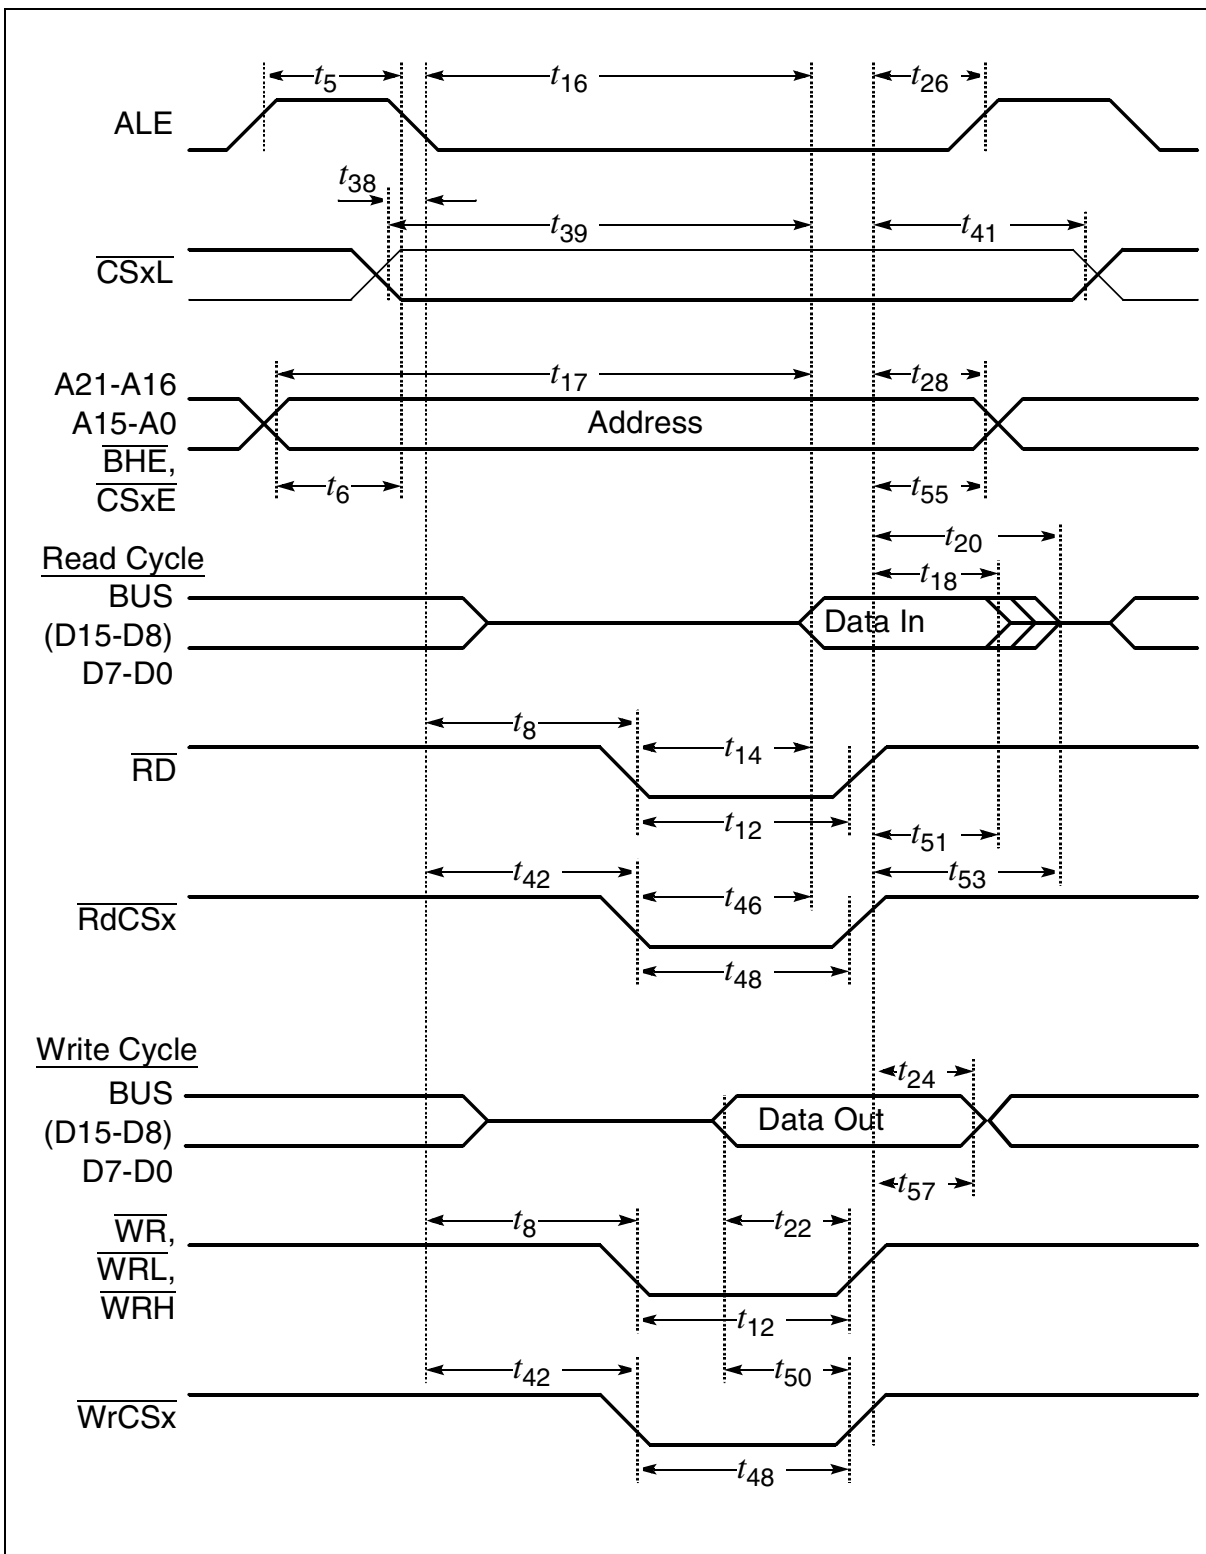 t5 t16 t26
ALE
t38
t39 t41
CSxL
t17 t28
A21-A16
A15-A0 Address
BHE,
CSxE
t6 t55
t20
Read Cycle
t18
BUS
(D15-D8) Data In
D7-D0
t8
t14
RD
t12
t51
t42 t53
t46
RdCSx
t48
Write Cycle
t24
BUS
(D15-D8) Data Out
D7-D0
t57
t8 t22
WR,
WRL,
WRH
t12
t42 t50
WrCSx
t48